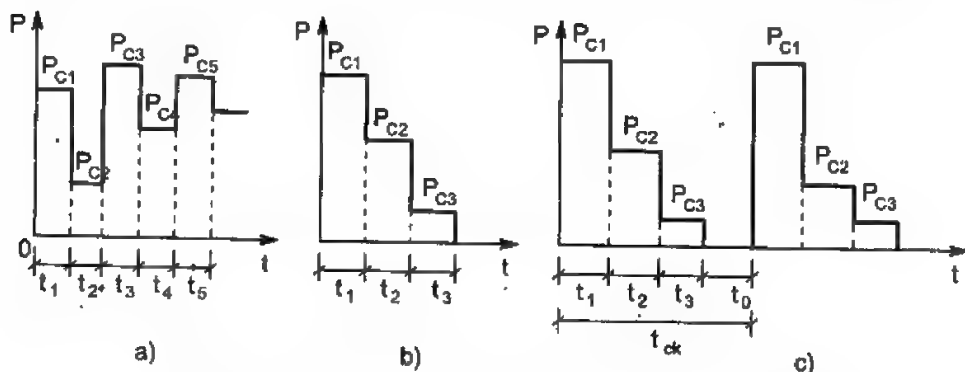 P P_C1 P_C2 P_C3 P_C4 P_C5
0 t
t_1 t_2 t_3 t_4 t_5
a)
P P_C1 P_C2 P_C3
t
t_1 t_2 t_3
b)
P P_C1 P_C2 P_C3 P_C1 P_C2 P_C3
t
t_1 t_2 t_3 t_0
t_ck
c)